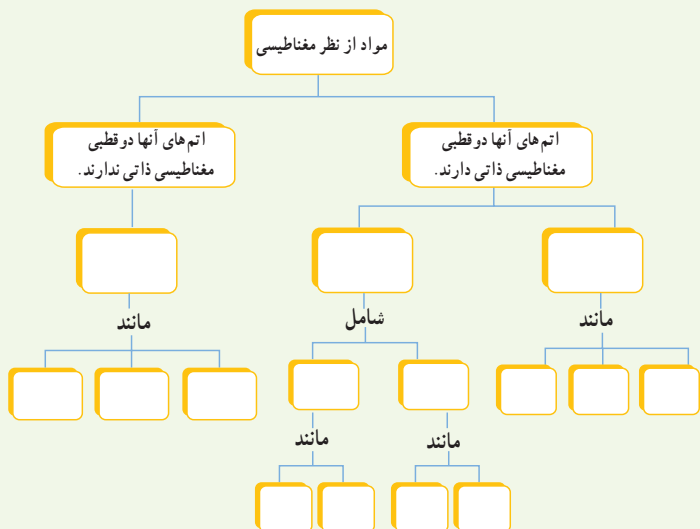 مواد از نظر مغناطیسی
اتم‌های آنها دوقطبی
مغناطیسی ذاتی دارند.
اتم‌های آنها دوقطبی
مغناطیسی ذاتی ندارند.
مانند
شامل
مانند
مانند
مانند